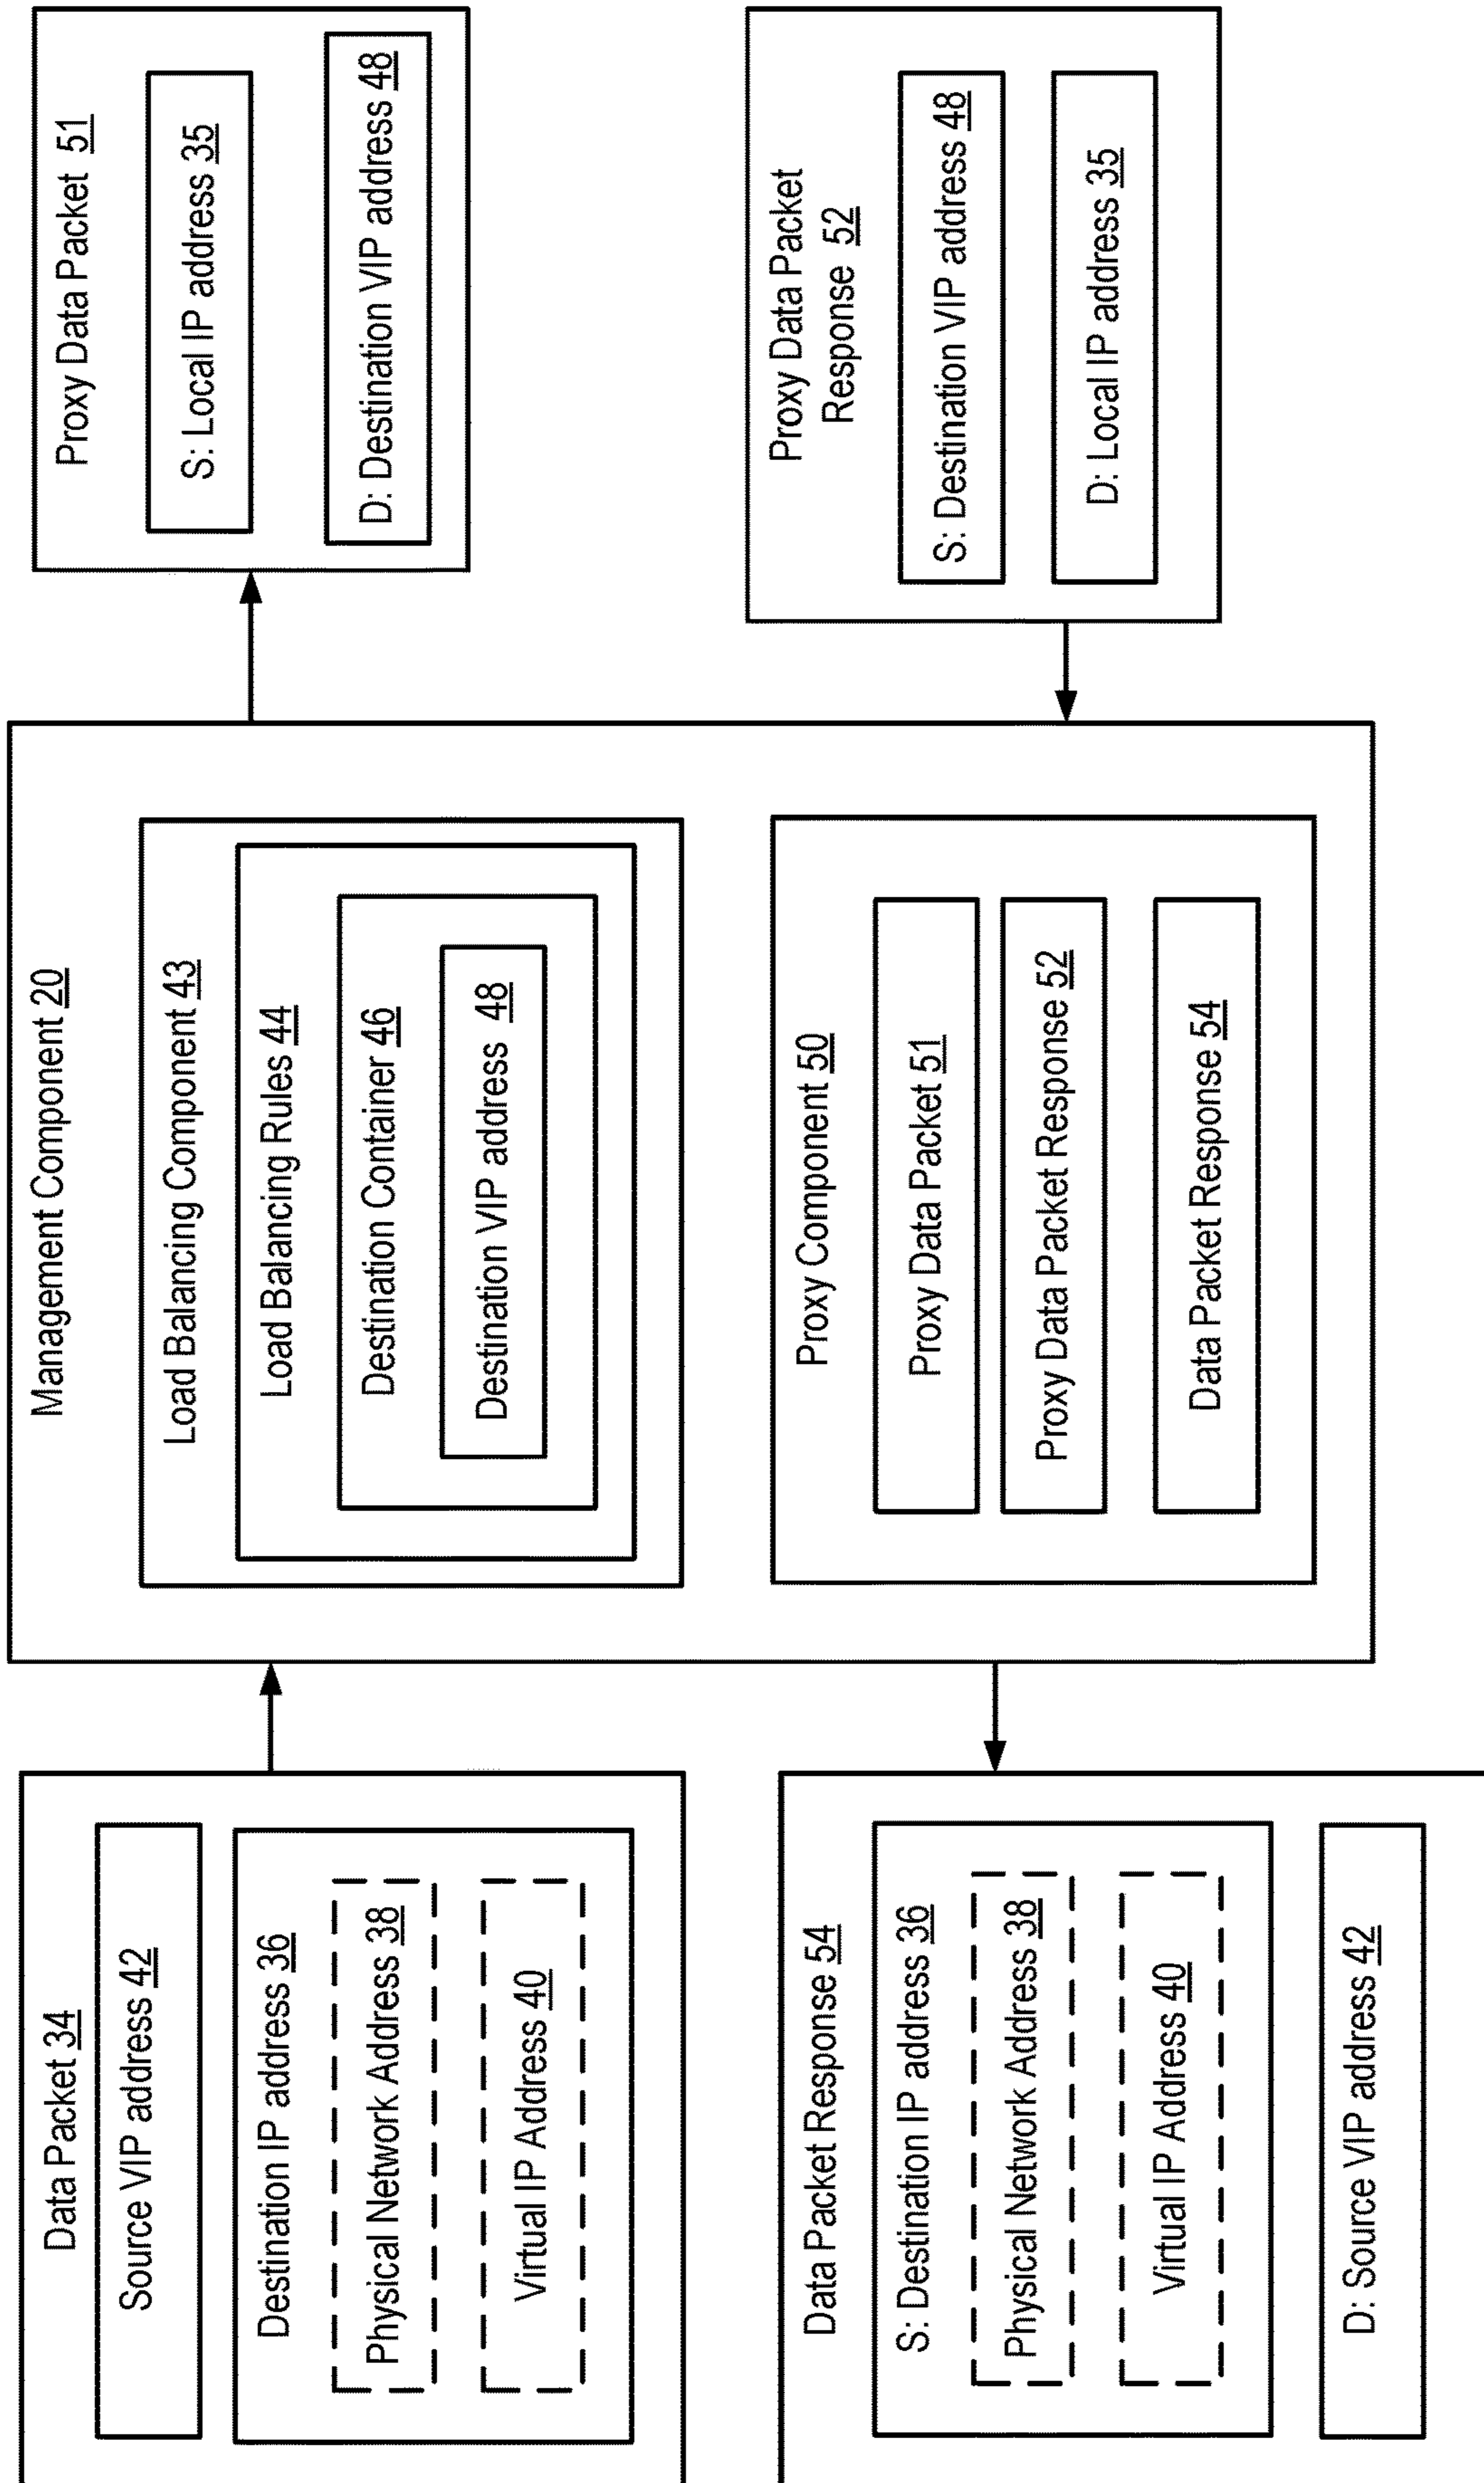 Data Packet 34
Source VIP address 42
Destination IP address 36
Physical Network Address 38
Virtual IP Address 40
Management Component 20
Load Balancing Component 43
Load Balancing Rules 44
Destination Container 46
Destination VIP address 48
Proxy Data Packet 51
S: Local IP address 35
D: Destination VIP address 48
Data Packet Response 54
S: Destination IP address 36
Physical Network Address 38
Virtual IP Address 40
D: Source VIP address 42
Proxy Component 50
Proxy Data Packet 51
Proxy Data Packet Response 52
Data Packet Response 54
Proxy Data Packet
Response 52
S: Destination VIP address 48
D: Local IP address 35